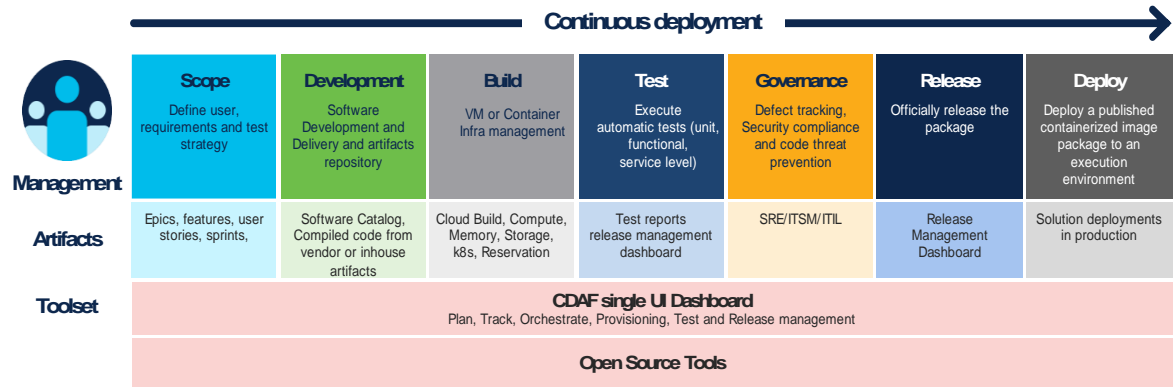 Continuous deployment
Management
Scope
Define user,
requirements and test
strategy
Development
Software
Development and
Delivery and artifacts
repository
Build
VM or Container
Infra management
Test
Execute
automatic tests (unit,
functional,
service level)
Governance
Defect tracking,
Security compliance
and code threat
prevention
Release
Officially release the
package
Deploy
Deploy a published
containerized image
package to an
execution
environment
Artifacts
Epics, features, user
stories, sprints,
Software Catalog,
Compiled code from
vendor or inhouse
artifacts
Cloud Build, Compute,
Memory, Storage,
k8s, Reservation
Test reports
release management
dashboard
SRE/ITSM/ITIL
Release
Management
Dashboard
Solution deployments
in production
Toolset
CDAF single UI Dashboard
Plan, Track, Orchestrate, Provisioning, Test and Release management
Open Source Tools